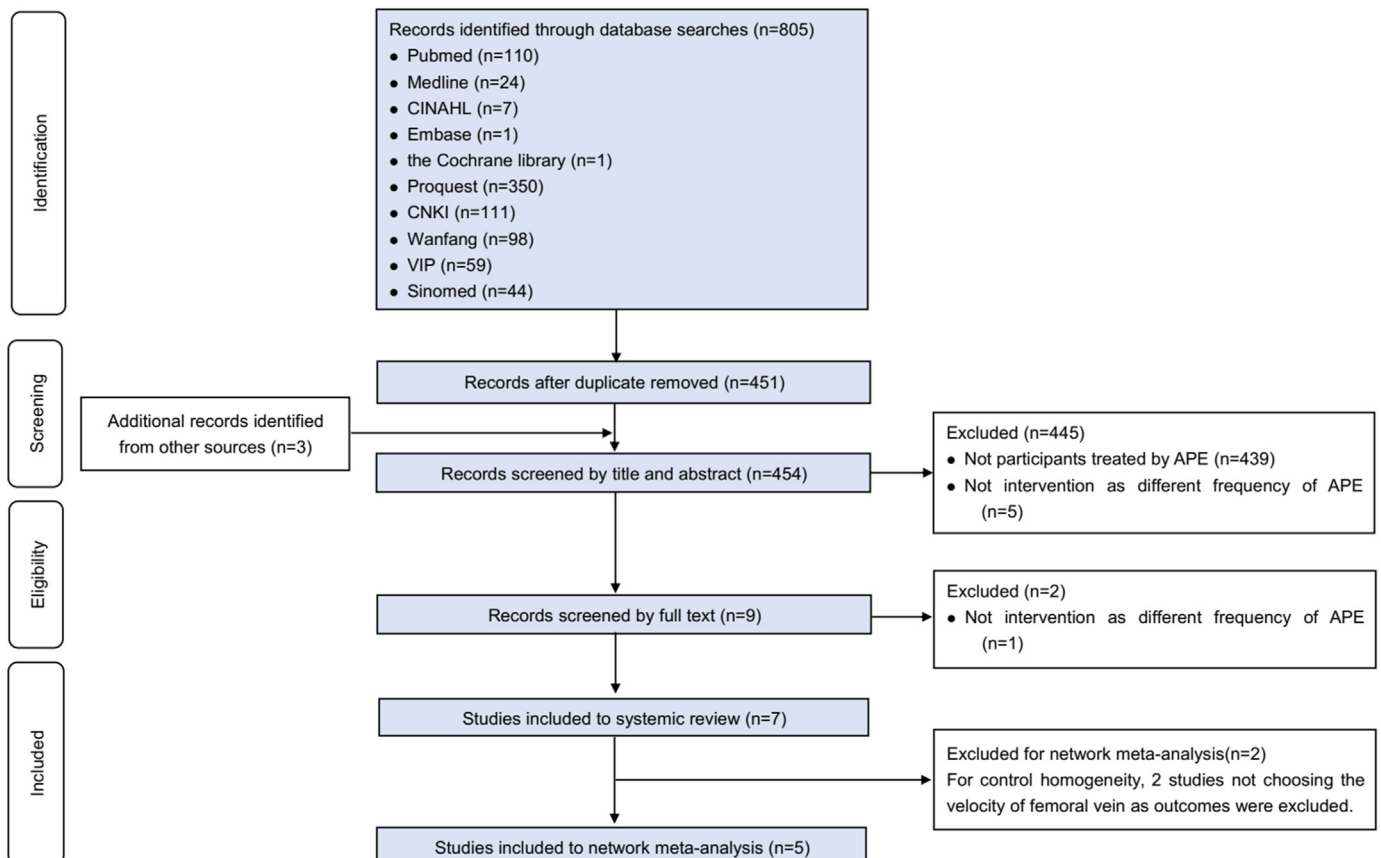 Identification
Records identified through database searches (n=805)
● Pubmed (n=110)
● Medline (n=24)
● CINAHL (n=7)
● Embase (n=1)
● the Cochrane library (n=1)
● Proquest (n=350)
● CNKI (n=111)
● Wanfang (n=98)
● VIP (n=59)
● Sinomed (n=44)
Screening
Records after duplicate removed (n=451)
Additional records identified
from other sources (n=3)
Records screened by title and abstract (n=454)
Excluded (n=445)
● Not participants treated by APE (n=439)
● Not intervention as different frequency of APE
(n=5)
Eligibility
Records screened by full text (n=9)
Excluded (n=2)
● Not intervention as different frequency of APE
(n=1)
Included
Studies included to systemic review (n=7)
Excluded for network meta-analysis(n=2)
For control homogeneity, 2 studies not choosing the
velocity of femoral vein as outcomes were excluded.
Studies included to network meta-analysis (n=5)